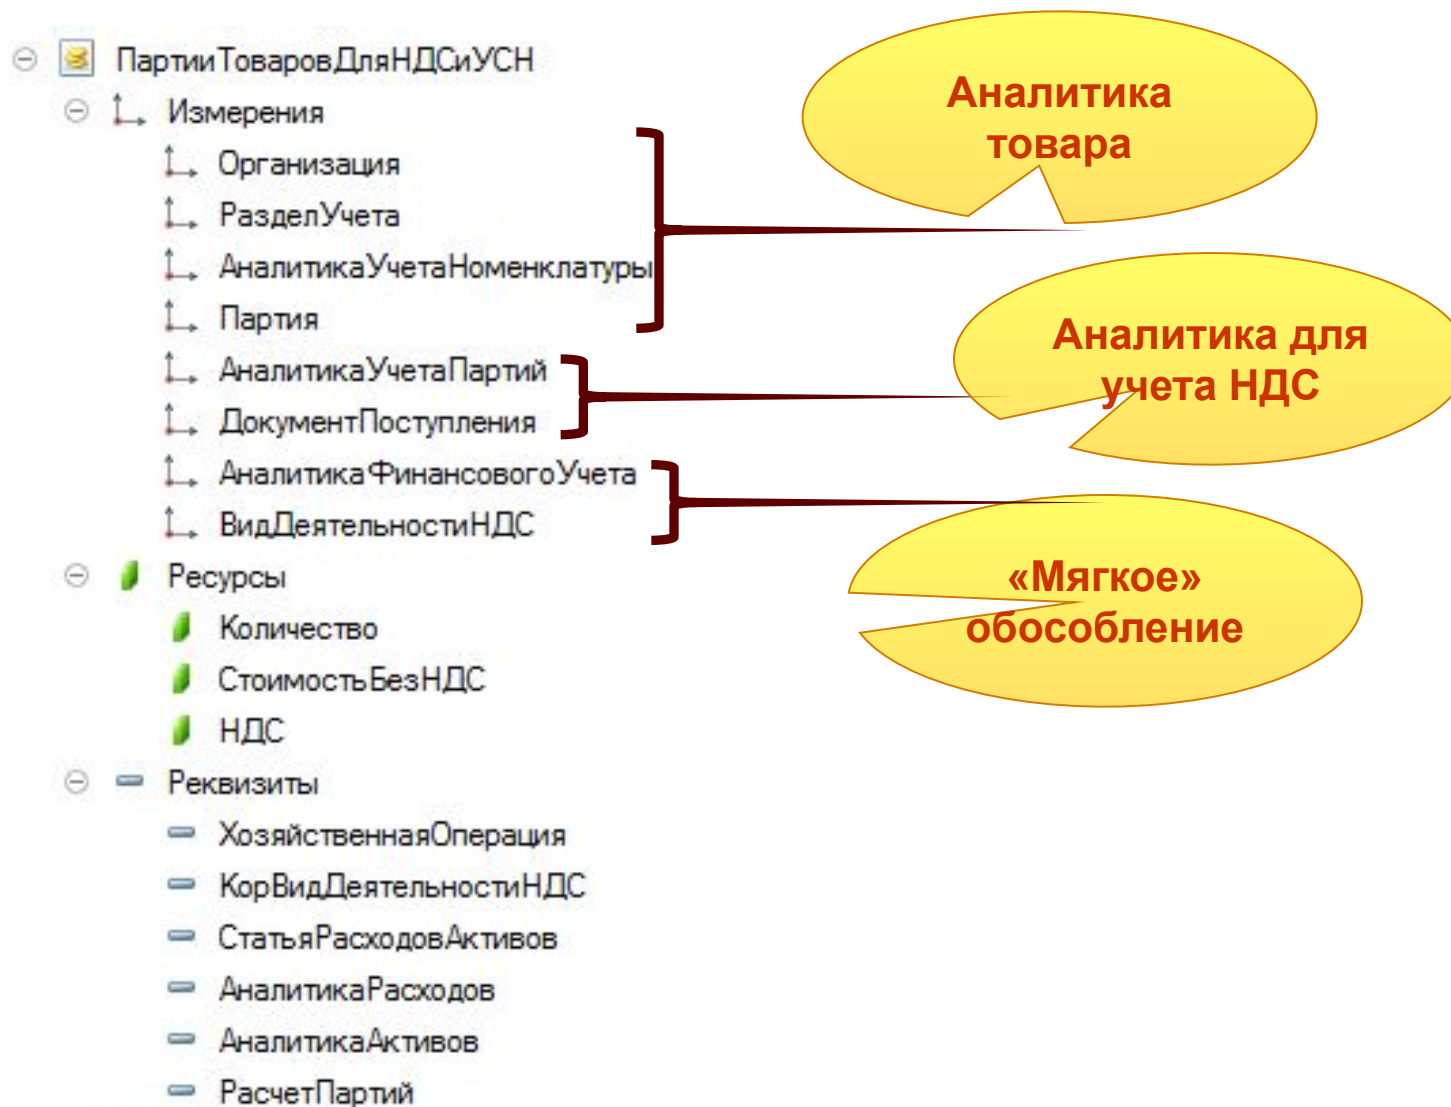 ПартииТоваровДляНДСиУСН
Измерения
Организация
РазделУчета
АналитикаУчетаНоменклатуры
Партия
АналитикаУчетаПартий
ДокументПоступления
АналитикаФинансовогоУчета
ВидДеятельностиНДС
Ресурсы
Количество
СтоимостьБезНДС
НДС
Реквизиты
ХозяйственнаяОперация
КорВидДеятельностиНДС
СтатьяРасходовАктивов
АналитикаРасходов
АналитикаАктивов
РасчетПартий
Аналитика
товара
Аналитика для
учета НДС
«Мягкое»
обособление